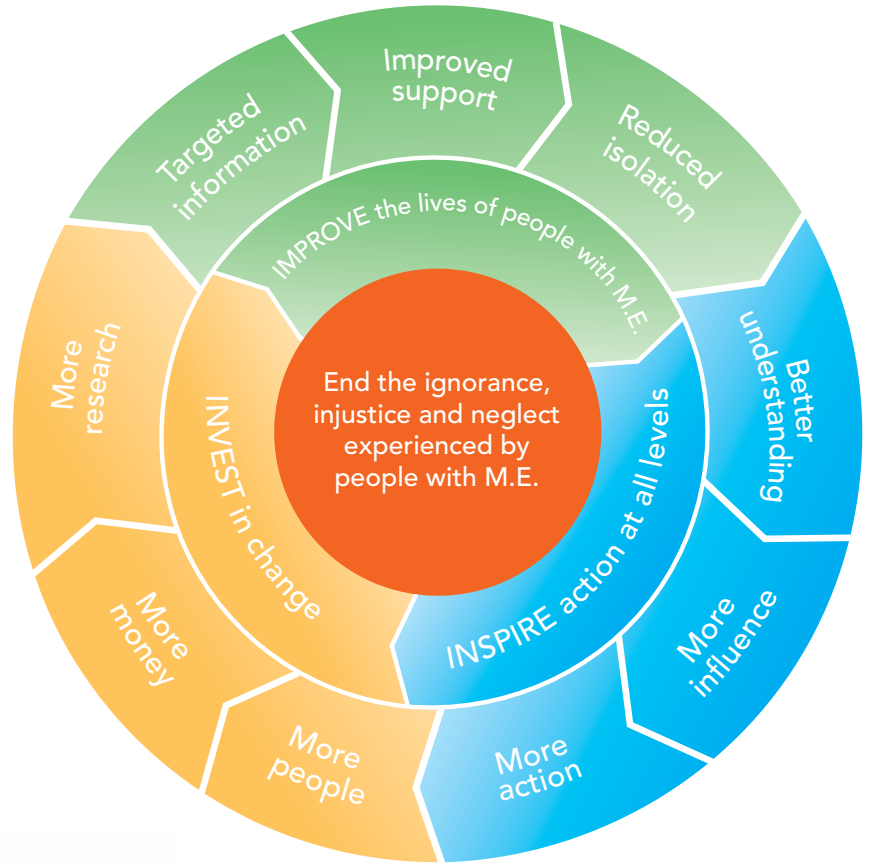 Targeted
information
Improved
support
Reduced
isolation
IMPROVE the lives of people with M.E.
Better
understanding
More
influence
More
action
INSPIRE action at all levels
More
people
More
money
More
research
INVEST in change
End the ignorance,
injustice and neglect
experienced by
people with M.E.